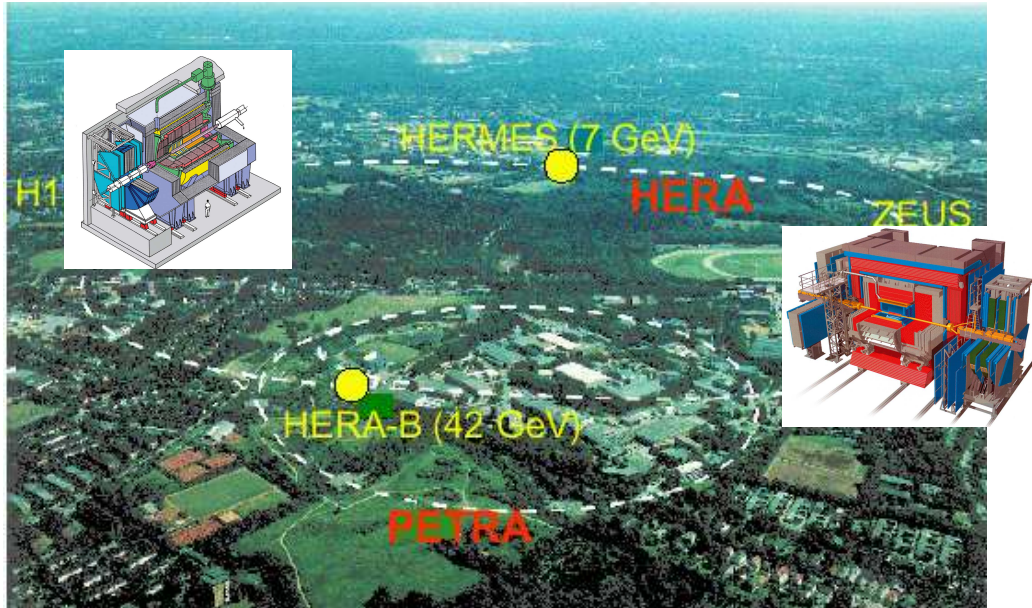 HERMES (7 GeV)
H1
HERA
ZEUS
HERA-B (42 GeV)
PETRA